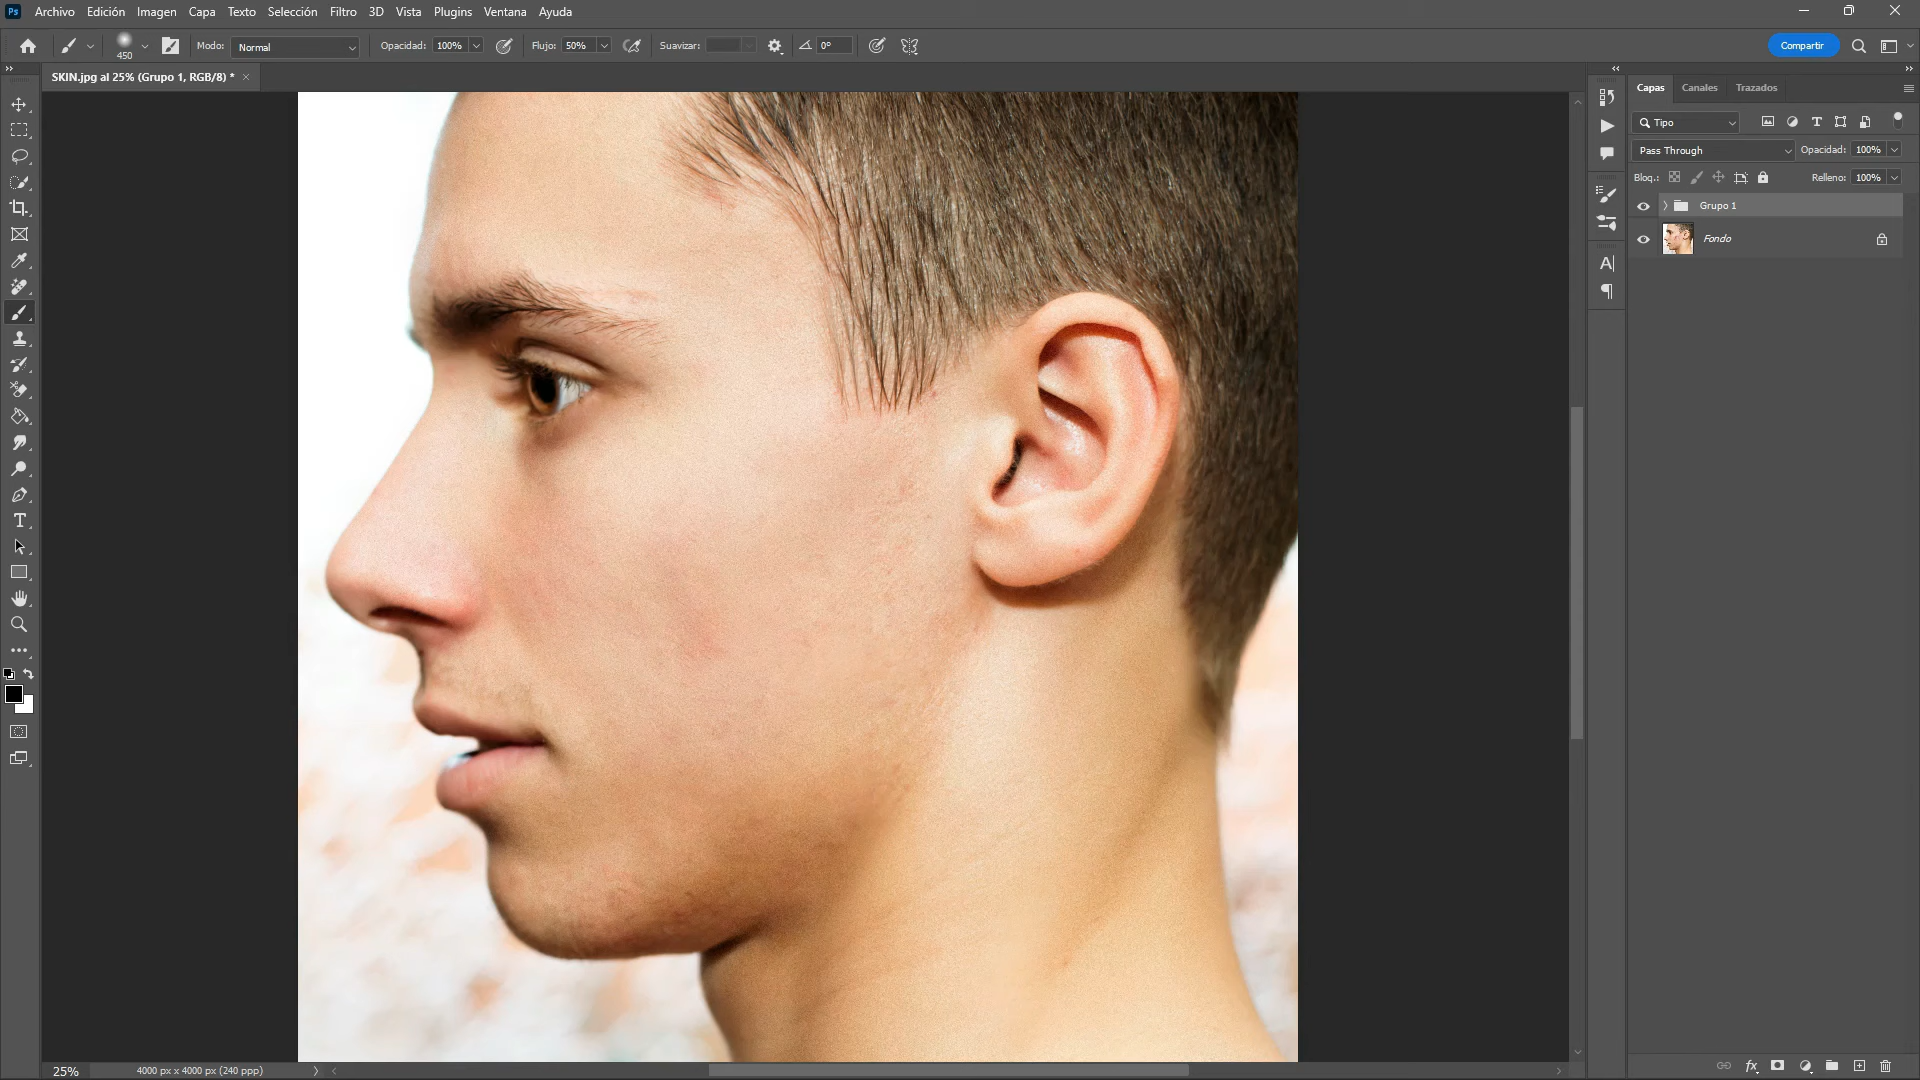 Ps Archivo Edición Imagen Capa Texto Selección Filtro 3D Vista Plugins Ventana Ayuda
450 Modo: Normal Opacidad: 100% Flujo: 50% Suavizar: 0° Compartir
SKIN.jpg al 25% (Grupo 1, RGB/8) *
Capas Canales Trazados
Tipo
Pass Through Opacidad: 100%
Bloq.: Relleno: 100%
Grupo 1
Fondo
25% 4000 px x 4000 px (240 ppp)